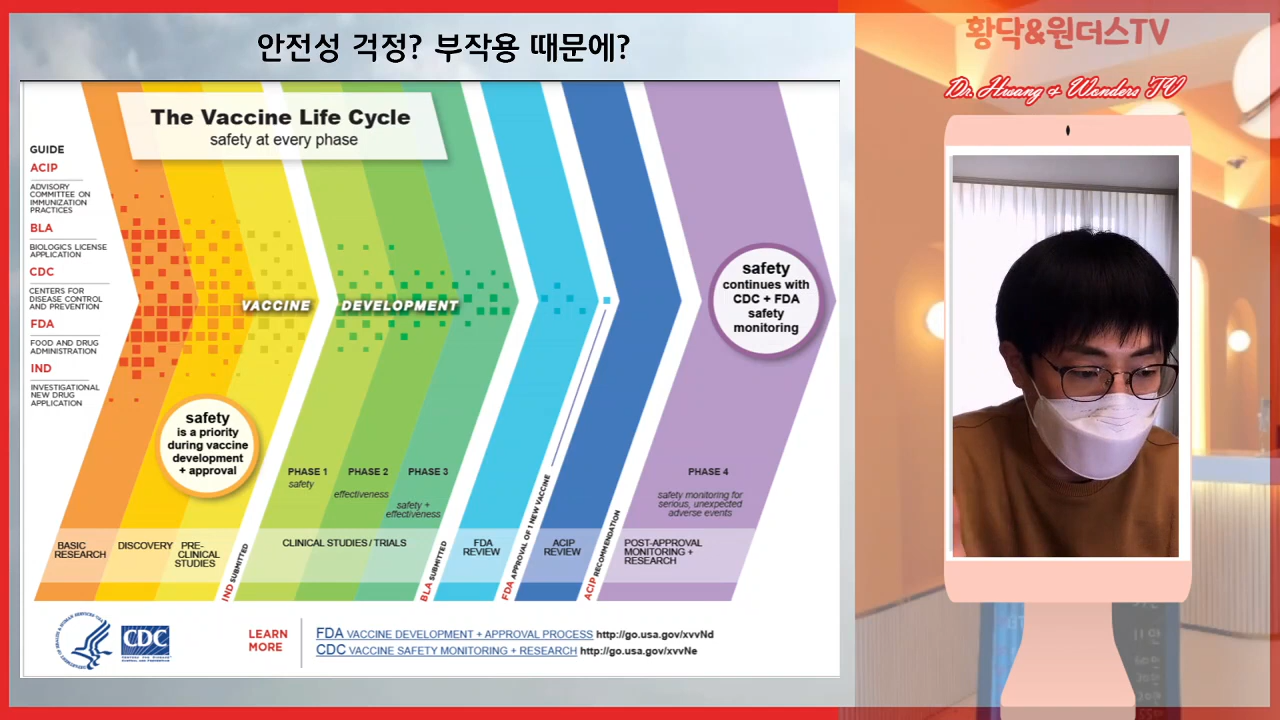 안전성 걱정? 부작용 때문에?
황닥&원더스TV
Dr. Hwang & Wonders TV
The Vaccine Life Cycle
safety at every phase
GUIDE
ACIP
ADVISORY
COMMITTEE ON
IMMUNIZATION
PRACTICES
BLA
BIOLOGICS LICENSE
APPLICATION
CDC
CENTERS FOR
DISEASE CONTROL
AND PREVENTION
FDA
FOOD AND DRUG
ADMINISTRATION
IND
INVESTIGATIONAL
NEW DRUG
APPLICATION
VACCINE DEVELOPMENT
safety
continues with
CDC + FDA
safety
monitoring
safety
is a priority
during vaccine
development
+ approval
PHASE 1
safety
PHASE 2
effectiveness
PHASE 3
safety +
effectiveness
PHASE 4
safety monitoring for
serious, unexpected
adverse events
BASIC
RESEARCH
DISCOVERY
PRE-
CLINICAL
STUDIES
IND SUBMITTED
CLINICAL STUDIES / TRIALS
BLA SUBMITTED
FDA
REVIEW
FDA APPROVAL OF 1 NEW VACCINE
ACIP
REVIEW
ACIP RECOMMENDATION
POST-APPROVAL
MONITORING +
RESEARCH
CDC
LEARN
MORE
FDA VACCINE DEVELOPMENT + APPROVAL PROCESS http://go.usa.gov/xvvNd
CDC VACCINE SAFETY MONITORING + RESEARCH http://go.usa.gov/xvvNe